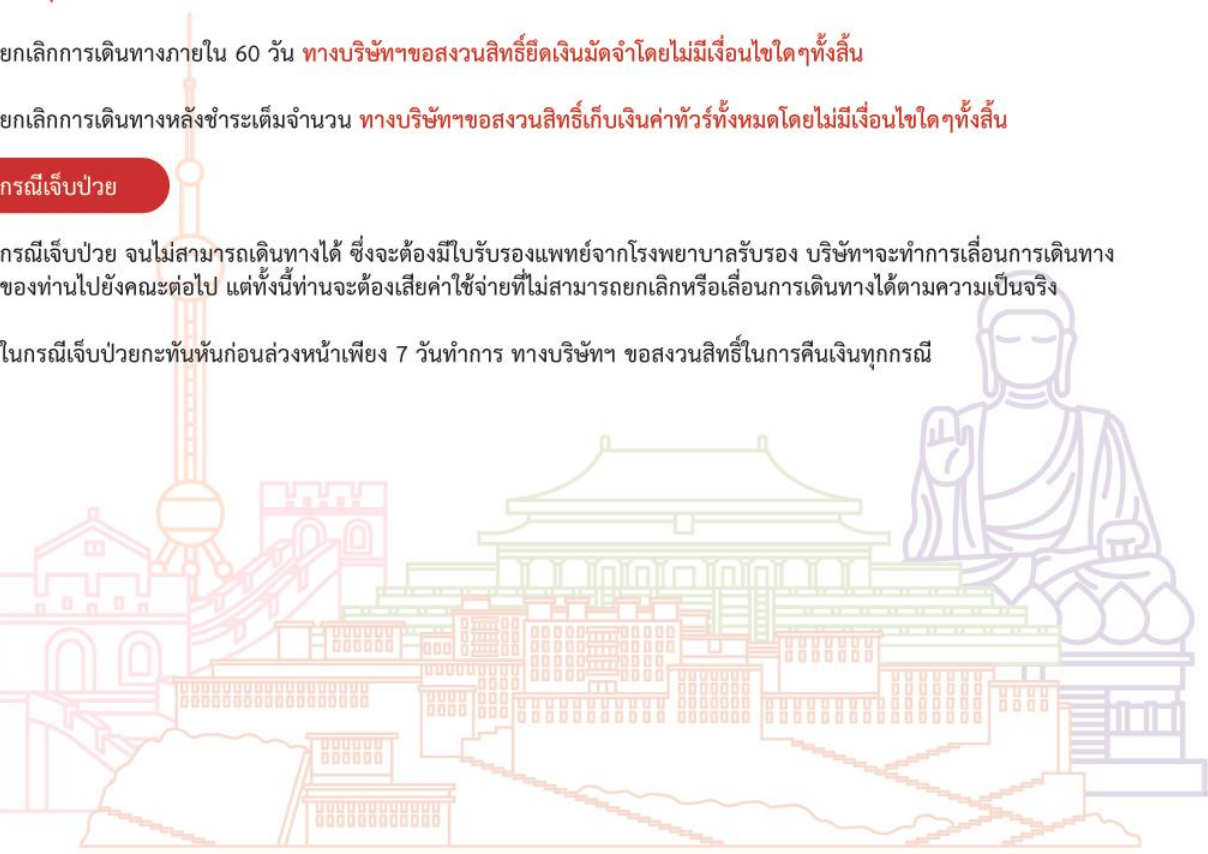 ยกเลิกการเดินทางภายใน 60 วัน ทางบริษัทฯขอสงวนสิทธิ์ยึดเงินมัดจำโดยไม่มีเงื่อนไขใดๆทั้งสิ้น
ยกเลิกการเดินทางหลังชำระเต็มจำนวน ทางบริษัทฯขอสงวนสิทธิ์เก็บเงินค่าทัวร์ทั้งหมดโดยไม่มีเงื่อนไขใดๆทั้งสิ้น
กรณีเจ็บป่วย
กรณีเจ็บป่วย จนไม่สามารถเดินทางได้ ซึ่งจะต้องมีใบรับรองแพทย์จากโรงพยาบาลรับรอง บริษัทฯจะทำการเลื่อนการเดินทาง
ของท่านไปยังคณะต่อไป แต่ทั้งนี้ท่านจะต้องเสียค่าใช้จ่ายที่ไม่สามารถยกเลิกหรือเลื่อนการเดินทางได้ตามความเป็นจริง
ในกรณีเจ็บป่วยกะทันหันก่อนล่วงหน้าเพียง 7 วันทำการ ทางบริษัทฯ ขอสงวนสิทธิ์ในการคืนเงินทุกกรณี